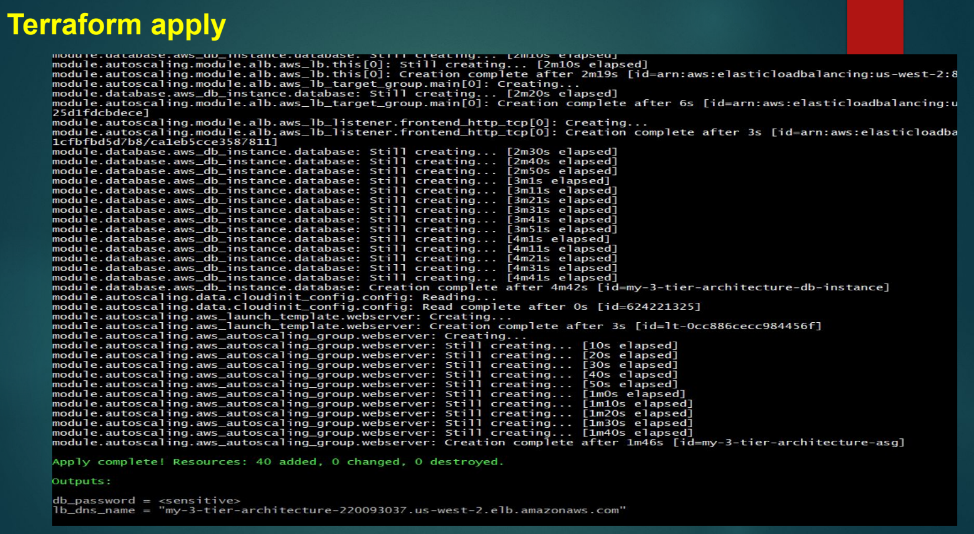 Terraform apply
module.database.aws_db_instance.database: Still creating... [2m10s elapsed]
module.autoscaling.module.alb.aws_lb.this[0]: Still creating... [2m10s elapsed]
module.autoscaling.module.alb.aws_lb.this[0]: Creation complete after 2m19s [id=arn:aws:elasticloadbalancing:us-west-2:8
module.autoscaling.module.alb.aws_lb_target_group.main[0]: Creating...
module.database.aws_db_instance.database: Still creating... [2m20s elapsed]
module.autoscaling.module.alb.aws_lb_target_group.main[0]: Creation complete after 6s [id=arn:aws:elasticloadbalancing:u
25d1fdcbdece]
module.autoscaling.module.alb.aws_lb_listener.frontend_http_tcp[0]: Creating...
module.autoscaling.module.alb.aws_lb_listener.frontend_http_tcp[0]: Creation complete after 3s [id=arn:aws:elasticloadba
1cfbfbd5d7b8/ca1eb5cce3587811]
module.database.aws_db_instance.database: Still creating... [2m30s elapsed]
module.database.aws_db_instance.database: Still creating... [2m40s elapsed]
module.database.aws_db_instance.database: Still creating... [2m50s elapsed]
module.database.aws_db_instance.database: Still creating... [3m1s elapsed]
module.database.aws_db_instance.database: Still creating... [3m11s elapsed]
module.database.aws_db_instance.database: Still creating... [3m21s elapsed]
module.database.aws_db_instance.database: Still creating... [3m31s elapsed]
module.database.aws_db_instance.database: Still creating... [3m41s elapsed]
module.database.aws_db_instance.database: Still creating... [3m51s elapsed]
module.database.aws_db_instance.database: Still creating... [4m1s elapsed]
module.database.aws_db_instance.database: Still creating... [4m11s elapsed]
module.database.aws_db_instance.database: Still creating... [4m21s elapsed]
module.database.aws_db_instance.database: Still creating... [4m31s elapsed]
module.database.aws_db_instance.database: Still creating... [4m41s elapsed]
module.database.aws_db_instance.database: Creation complete after 4m42s [id=my-3-tier-architecture-db-instance]
module.autoscaling.data.cloudinit_config.config: Reading...
module.autoscaling.data.cloudinit_config.config: Read complete after 0s [id=624221325]
module.autoscaling.aws_launch_template.webserver: Creating...
module.autoscaling.aws_launch_template.webserver: Creation complete after 3s [id=lt-0cc886cecc984456f]
module.autoscaling.aws_autoscaling_group.webserver: Creating...
module.autoscaling.aws_autoscaling_group.webserver: Still creating... [10s elapsed]
module.autoscaling.aws_autoscaling_group.webserver: Still creating... [20s elapsed]
module.autoscaling.aws_autoscaling_group.webserver: Still creating... [30s elapsed]
module.autoscaling.aws_autoscaling_group.webserver: Still creating... [40s elapsed]
module.autoscaling.aws_autoscaling_group.webserver: Still creating... [50s elapsed]
module.autoscaling.aws_autoscaling_group.webserver: Still creating... [1m0s elapsed]
module.autoscaling.aws_autoscaling_group.webserver: Still creating... [1m10s elapsed]
module.autoscaling.aws_autoscaling_group.webserver: Still creating... [1m20s elapsed]
module.autoscaling.aws_autoscaling_group.webserver: Still creating... [1m30s elapsed]
module.autoscaling.aws_autoscaling_group.webserver: Still creating... [1m40s elapsed]
module.autoscaling.aws_autoscaling_group.webserver: Creation complete after 1m46s [id=my-3-tier-architecture-asg]
Apply complete! Resources: 40 added, 0 changed, 0 destroyed.
Outputs:
db_password = <sensitive>
lb_dns_name = "my-3-tier-architecture-220093037.us-west-2.elb.amazonaws.com"